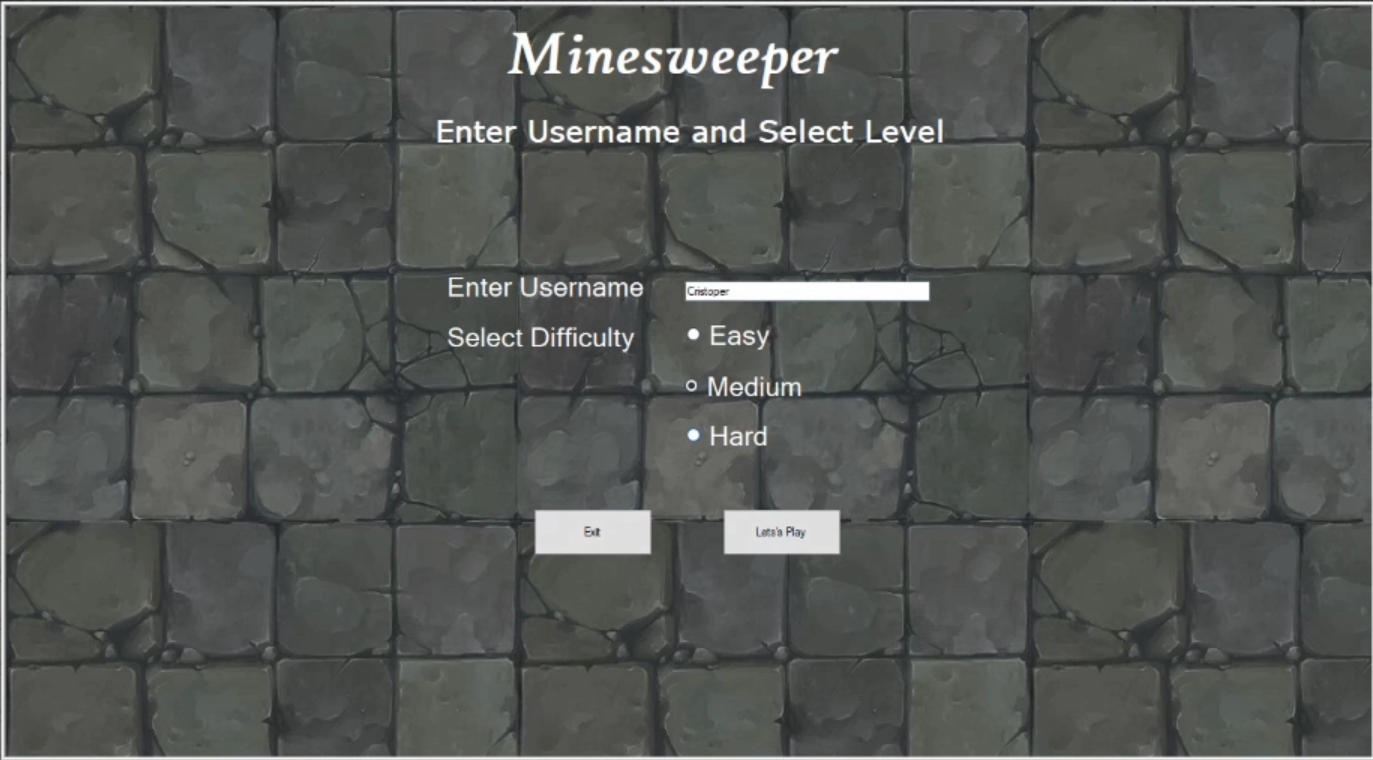 Minesweeper
Enter Username and Select Level
Enter Username Cristoper
Select Difficulty Easy
Medium
Hard
Exit Lets's Play